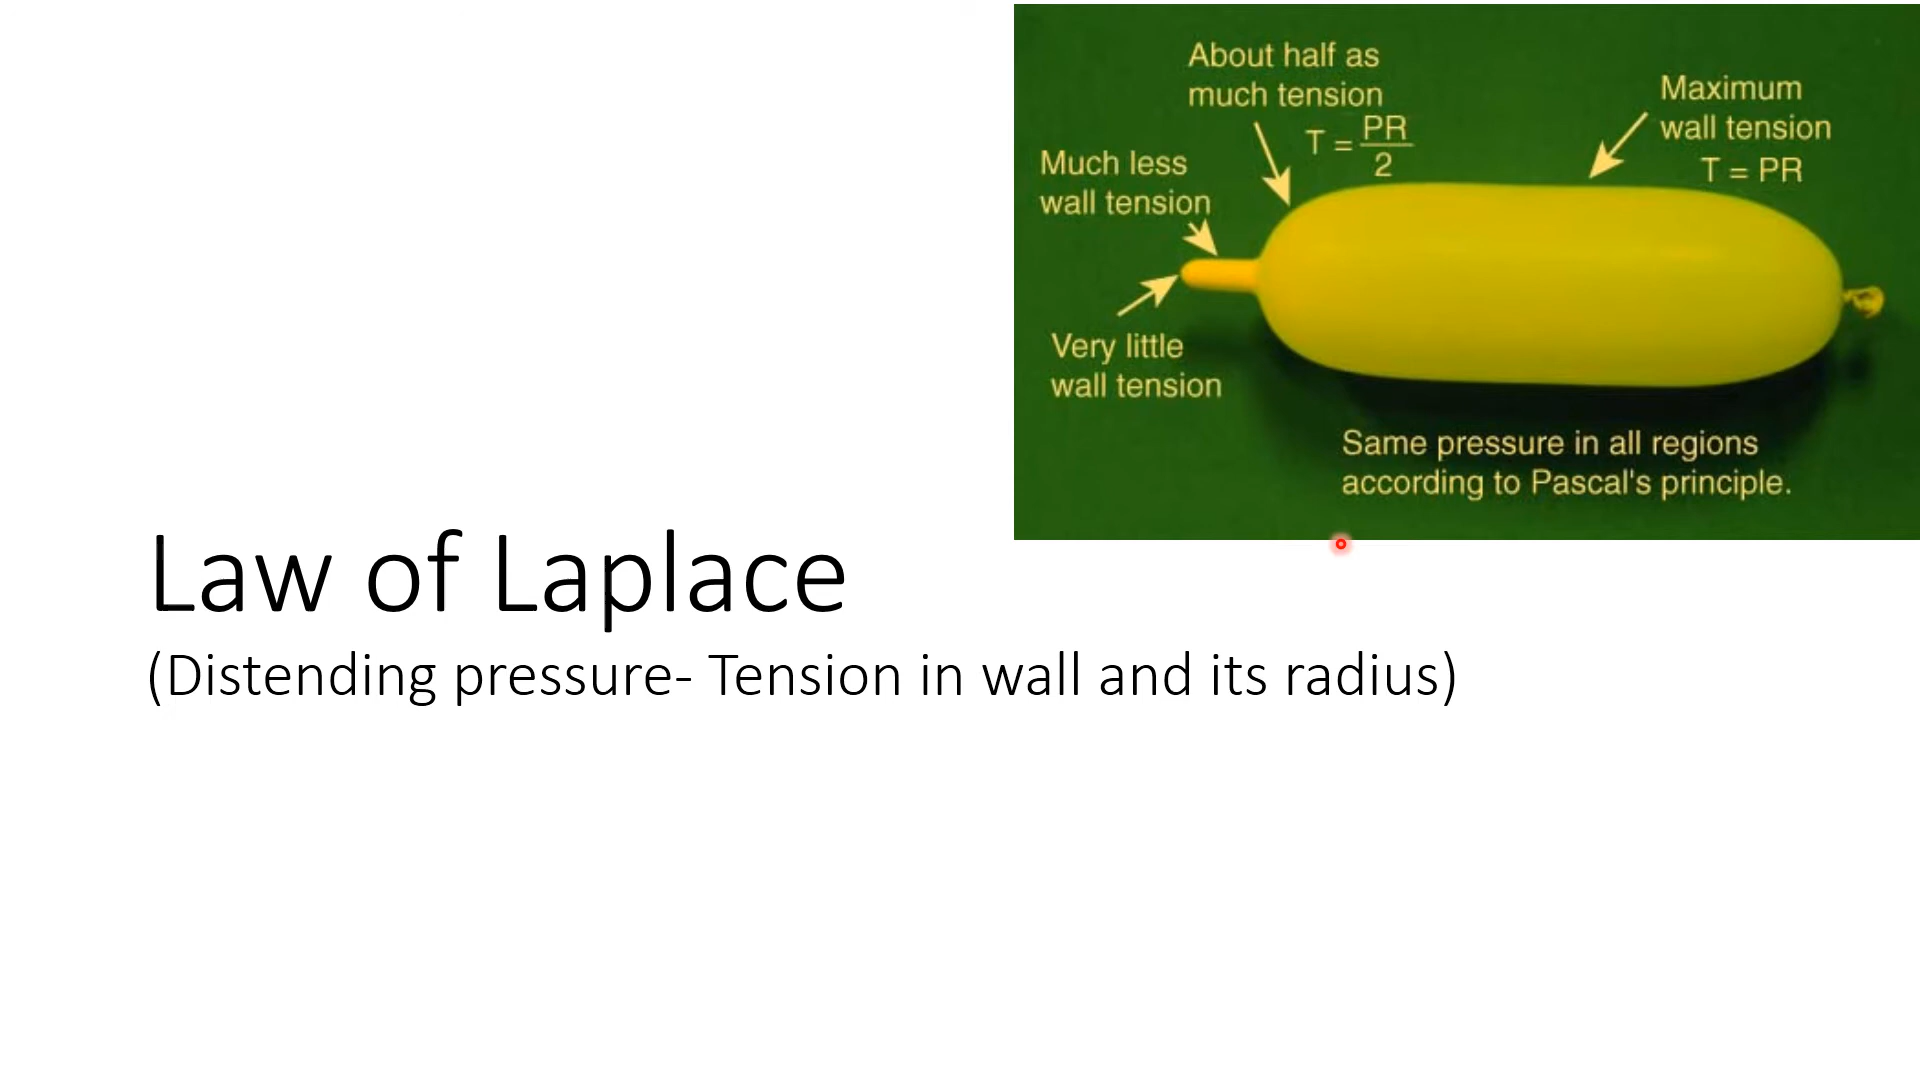 About half as
much tension
T = PR
2
Maximum
wall tension
T = PR
Much less
wall tension
Very little
wall tension
Same pressure in all regions
according to Pascal's principle.
Law of Laplace
(Distending pressure- Tension in wall and its radius)